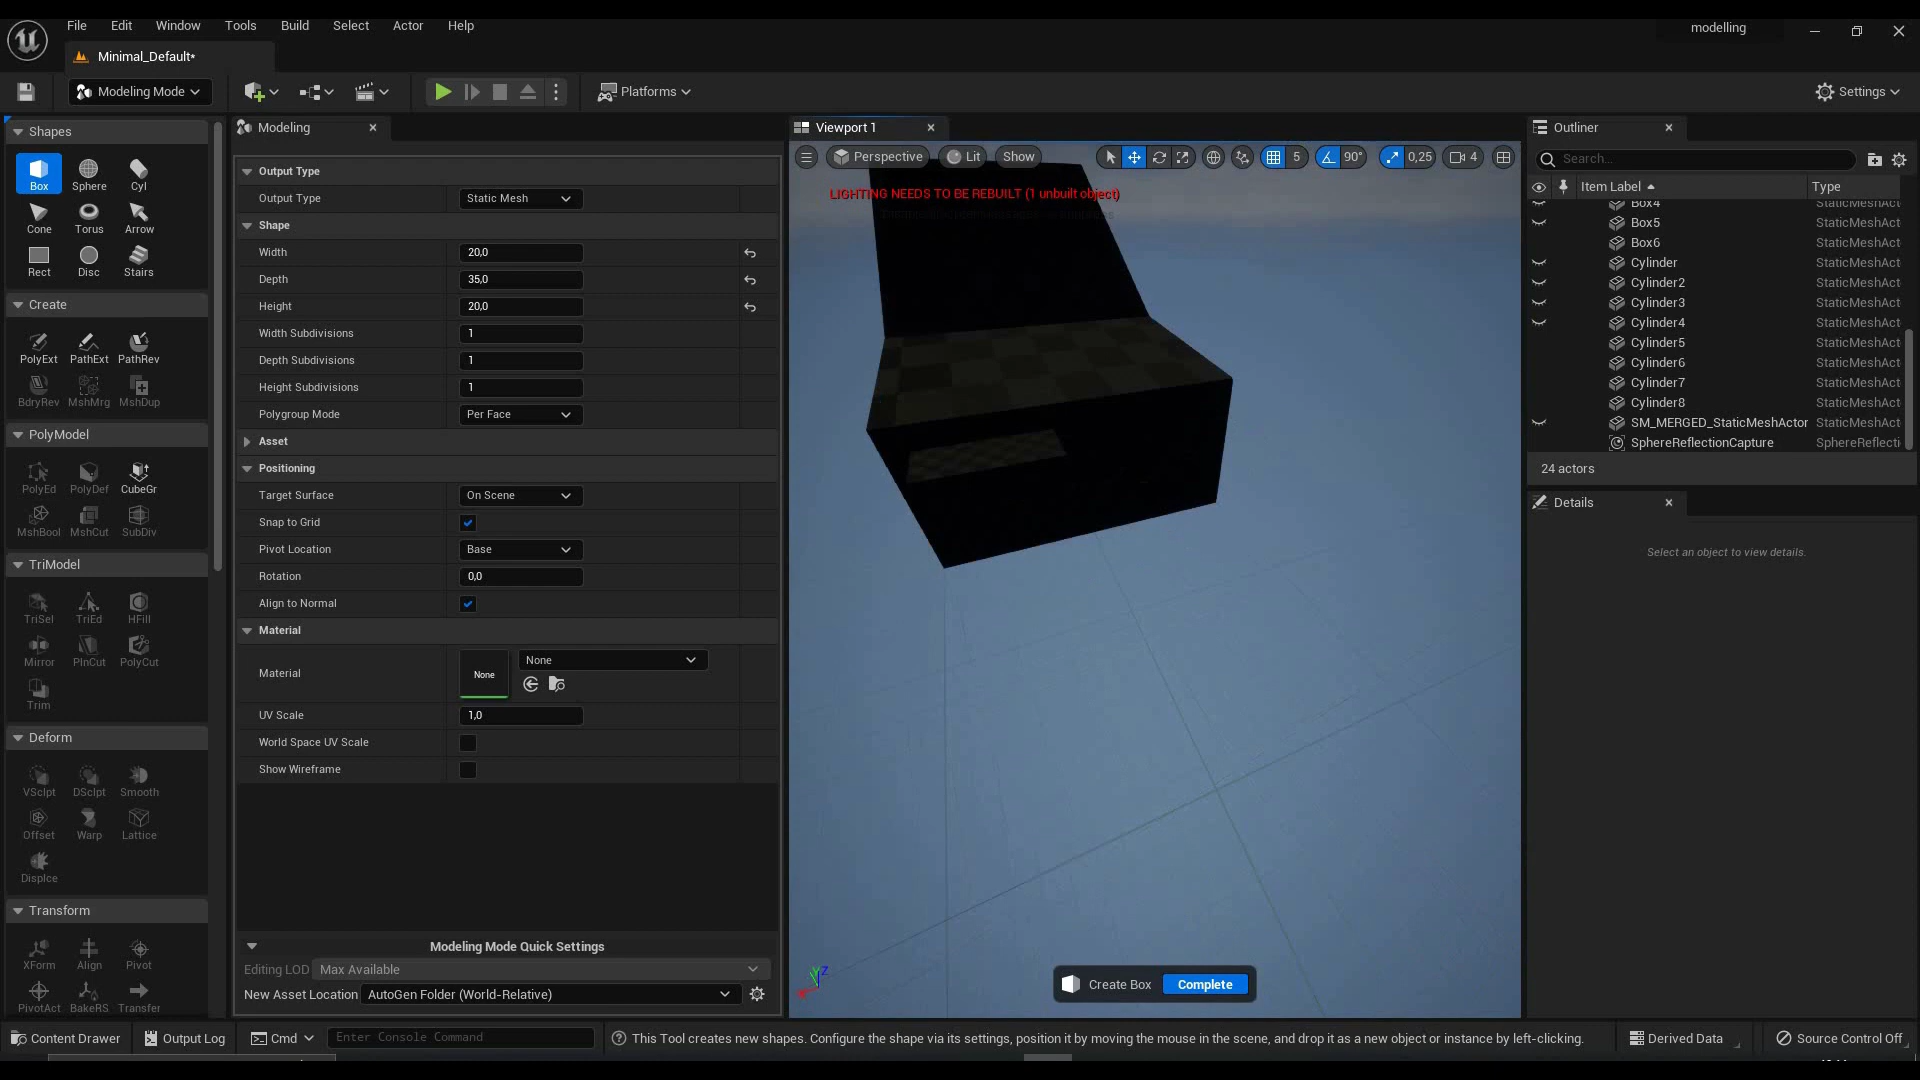 File Edit Window Tools Build Select Actor Help
modelling
Minimal_Default*
Modeling Mode
Platforms
Settings
Shapes
Box Sphere Cyl
Cone Torus Arrow
Rect Disc Stairs
Create
PolyExt PathExt PathRev
BdryRev MshMrg MshDup
PolyModel
PolyEd PolyDef CubeGr
MshBool MshCut SubDiv
TriModel
TriSel TriEd HFill
Mirror PlnCut PolyCut
Trim
Deform
VSclpt DSclpt Smooth
Offset Warp Lattice
Displce
Transform
XForm Align Pivot
PivotAct BakeRS Transfer
Modeling
Output Type
Output Type Static Mesh
Shape
Width 20,0
Depth 35,0
Height 20,0
Width Subdivisions 1
Depth Subdivisions 1
Height Subdivisions 1
Polygroup Mode Per Face
Asset
Positioning
Target Surface On Scene
Snap to Grid
Pivot Location Base
Rotation 0,0
Align to Normal
Material
Material None None
UV Scale 1,0
World Space UV Scale
Show Wireframe
Modeling Mode Quick Settings
Editing LOD Max Available
New Asset Location AutoGen Folder (World-Relative)
Viewport 1
Perspective Lit Show 5 90° 0,25 4
LIGHTING NEEDS TO BE REBUILT (1 unbuilt object)
Z
Create Box Complete
Outliner
Search...
Item Label Type
Box4 StaticMeshAct
Box5 StaticMeshAct
Box6 StaticMeshAct
Cylinder StaticMeshAct
Cylinder2 StaticMeshAct
Cylinder3 StaticMeshAct
Cylinder4 StaticMeshAct
Cylinder5 StaticMeshAct
Cylinder6 StaticMeshAct
Cylinder7 StaticMeshAct
Cylinder8 StaticMeshAct
SM_MERGED_StaticMeshActor StaticMeshAct
SphereReflectionCapture SphereReflecti
24 actors
Details
Select an object to view details.
Content Drawer Output Log Cmd Enter Console Command This Tool creates new shapes. Configure the shape via its settings, position it by moving the mouse in the scene, and drop it as a new object or instance by left-clicking. Derived Data Source Control Off